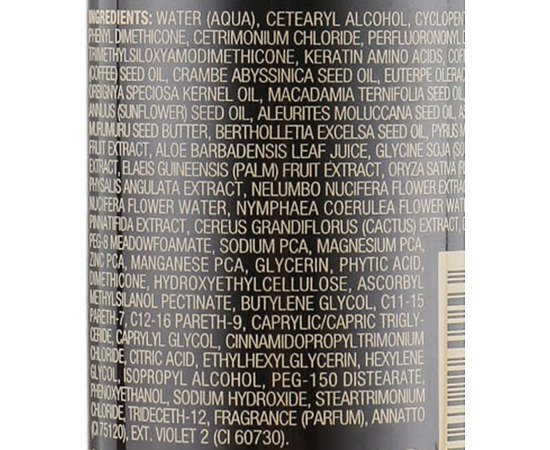 INGREDIENTS: WATER (AQUA), CETEARYL ALCOHOL, CYCLOPENT
PHENYL DIMETHICONE, CETRIMONIUM CHLORIDE, PERFLUORONONYL D
TRIMETHYLSILOXYAMODIMETHICONE, KERATIN AMINO ACIDS, COFF
(COFFEE) SEED OIL, CRAMBE ABYSSINICA SEED OIL, EUTERPE OLERAC
ORBIGNYA SPECIOSA KERNEL OIL, MACADAMIA TERNIFOLIA SEED OIL
ANNUUS (SUNFLOWER) SEED OIL, ALEURITES MOLUCCANA SEED OIL, AS
MURUMURU SEED BUTTER, BERTHOLLETIA EXCELSA SEED OIL, PYRUS M
FRUIT EXTRACT, ALOE BARBADENSIS LEAF JUICE, GLYCINE SOJA (SO
EXTRACT, ELAEIS GUINEENSIS (PALM) FRUIT EXTRACT, ORYZA SATIVA (R
PHYSALIS ANGULATA EXTRACT, NELUMBO NUCIFERA FLOWER EXTRAC
NUCIFERA FLOWER WATER, NYMPHAEA COERULEA FLOWER WATE
PINNATIFIDA EXTRACT, CEREUS GRANDIFLORUS (CACTUS) EXTRACT,
PEG-8 MEADOWFOAMATE, SODIUM PCA, MAGNESIUM PCA,
ZINC PCA, MANGANESE PCA, GLYCERIN, PHYTIC ACID,
DIMETHICONE, HYDROXYETHYLCELLULOSE, ASCORBYL
METHYLSILANOL PECTINATE, BUTYLENE GLYCOL, C11-15
PARETH-7, C12-16 PARETH-9, CAPRYLIC/CAPRIC TRIGLY-
CERIDE, CAPRYLYL GLYCOL, CINNAMIDOPROPYLTRIMONIUM
CHLORIDE, CITRIC ACID, ETHYLHEXYLGLYCERIN, HEXYLENE
GLYCOL, ISOPROPYL ALCOHOL, PEG-150 DISTEARATE,
PHENOXYETHANOL, SODIUM HYDROXIDE, STEARTRIMONIUM
CHLORIDE, TRIDECETH-12, FRAGRANCE (PARFUM), ANNATTO
(CI 75120), EXT. VIOLET 2 (CI 60730).